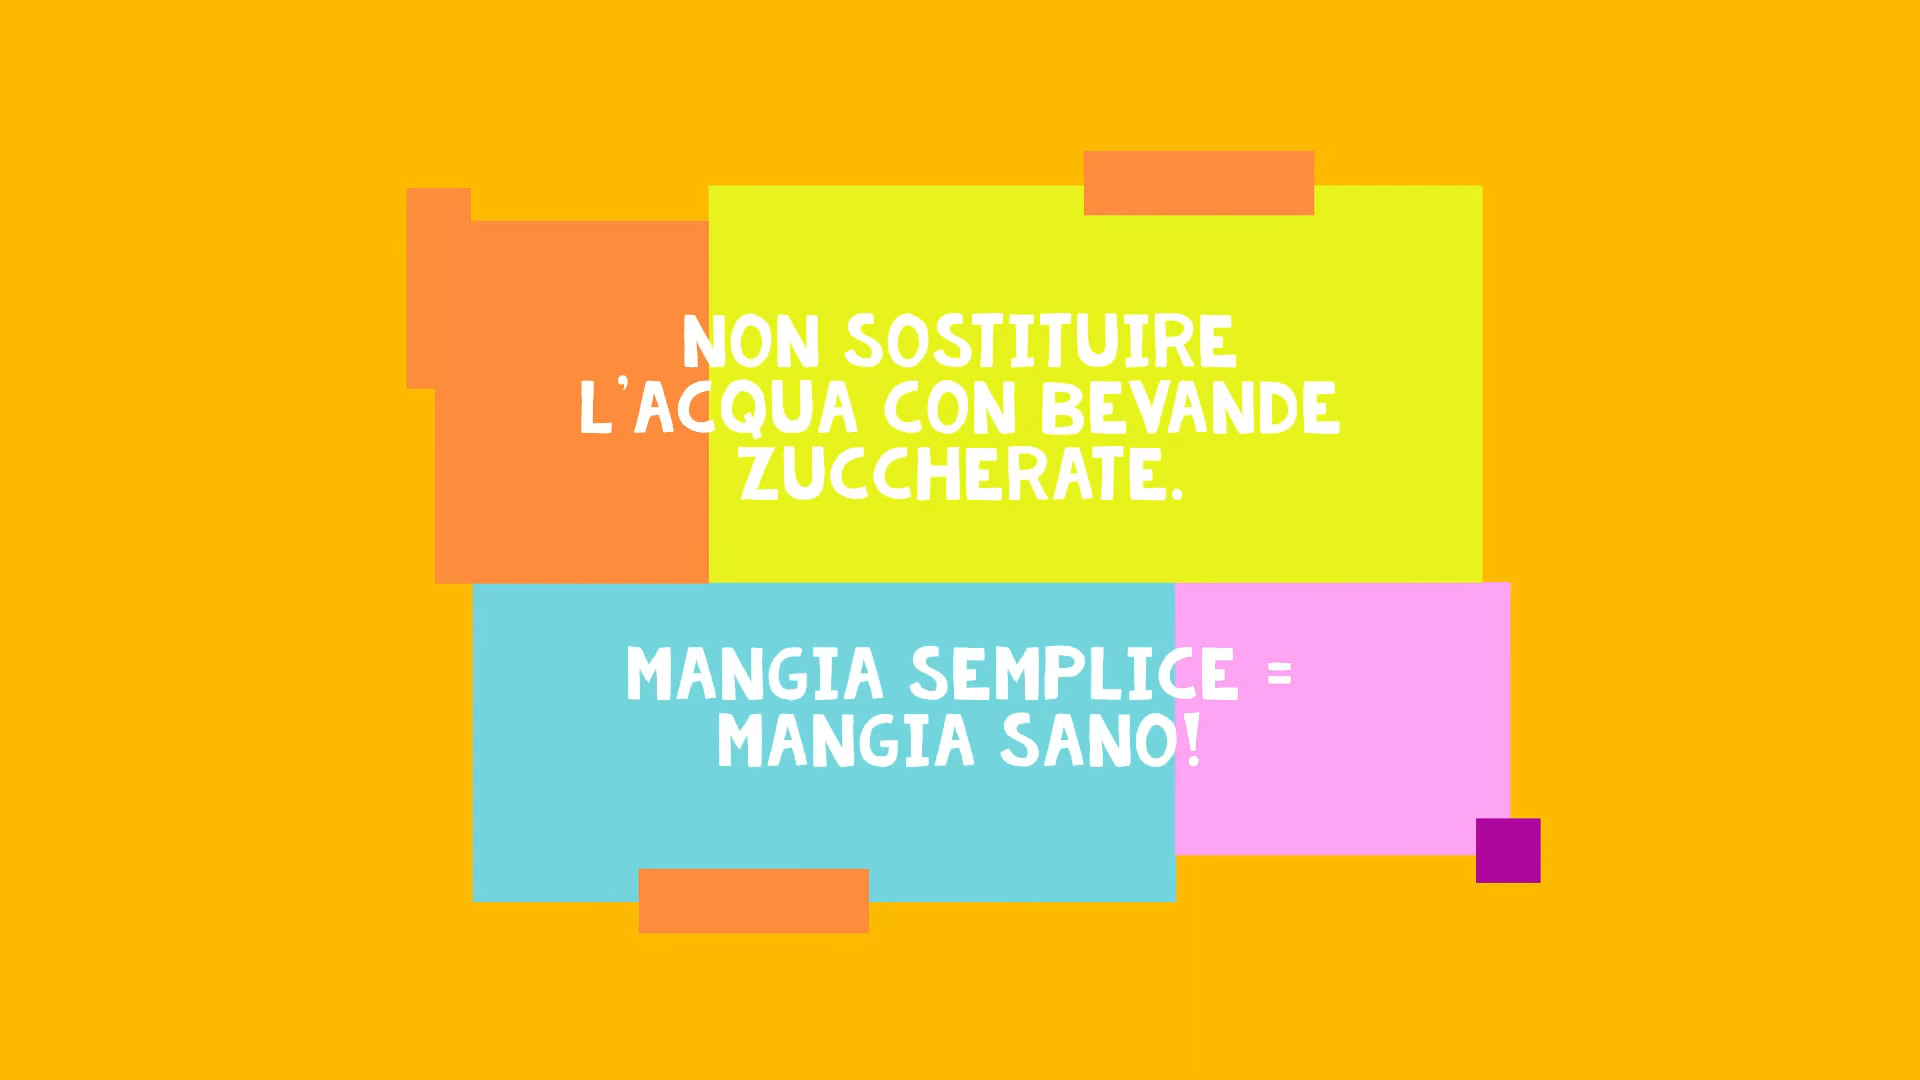 NON SOSTITUIRE
L'ACQUA CON BEVANDE
ZUCCHERATE.
MANGIA SEMPLICE =
MANGIA SANO!